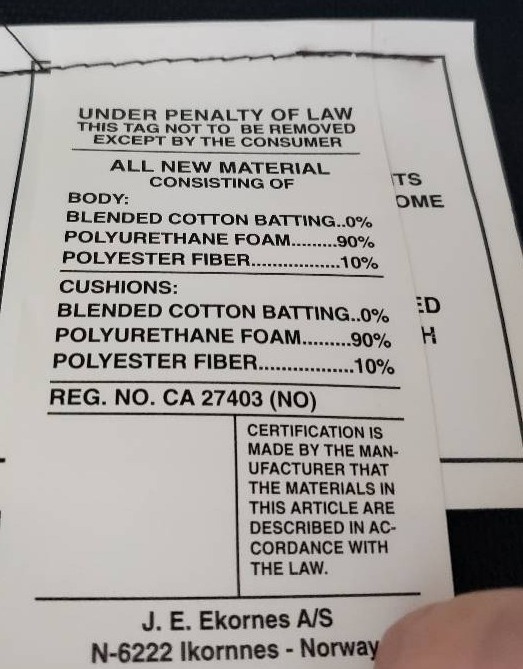 UNDER PENALTY OF LAW
THIS TAG NOT TO BE REMOVED
EXCEPT BY THE CONSUMER
ALL NEW MATERIAL
CONSISTING OF
BODY:
BLENDED COTTON BATTING..0%
POLYURETHANE FOAM.........90%
POLYESTER FIBER.................10%
CUSHIONS:
BLENDED COTTON BATTING..0%
POLYURETHANE FOAM.........90%
POLYESTER FIBER..................10%
REG. NO. CA 27403 (NO)
CERTIFICATION IS
MADE BY THE MAN-
UFACTURER THAT
THE MATERIALS IN
THIS ARTICLE ARE
DESCRIBED IN AC-
CORDANCE WITH
THE LAW.
J. E. Ekornes A/S
N-6222 Ikornnes - Norway
TS
OME
ED
H